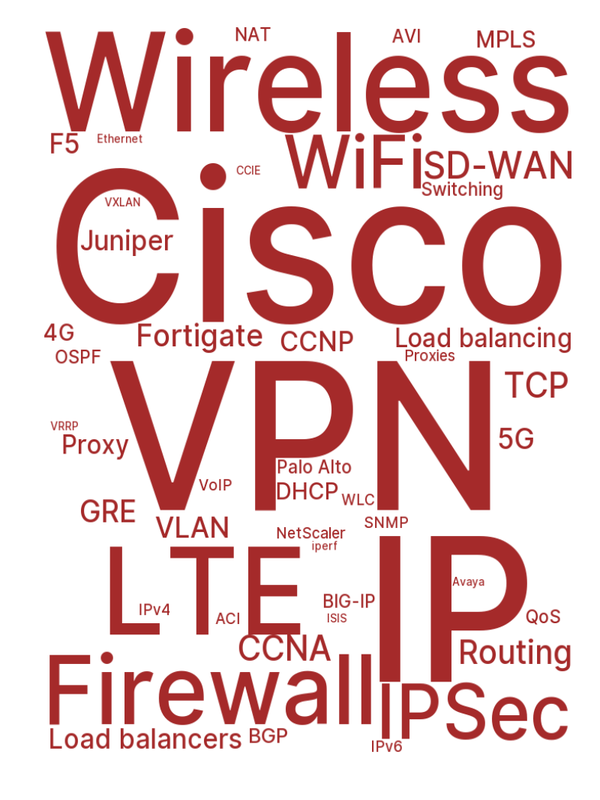 NAT
AVI
MPLS
Wireless
F5
Ethernet
WiFi
SD-WAN
CCIE
Switching
VXLAN
Juniper
Cisco
4G
Fortigate
CCNP
Load balancing
OSPF
Proxies
VPN
TCP
VRRP
Proxy
5G
Palo Alto
VoIP
DHCP
WLC
GRE
VLAN
SNMP
NetScaler
iperf
LTE
IP
Avaya
IPv4
ACI
BIG-IP
ISIS
QoS
CCNA
Routing
Firewall
IPSec
Load balancers
BGP
IPv6